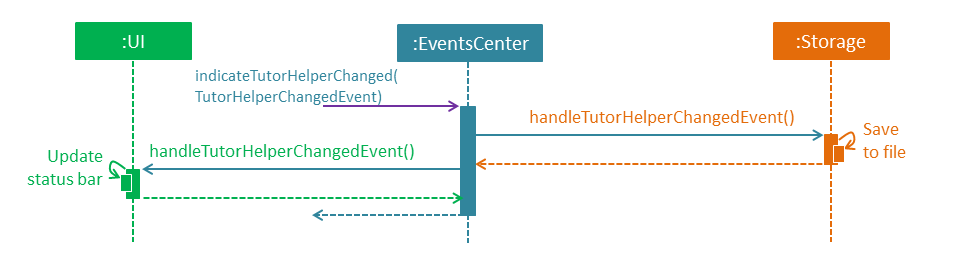 :UI
:EventsCenter
:Storage
indicateTutorHelperChanged(
TutorHelperChangedEvent)
handleTutorHelperChangedEvent()
Save
to file
handleTutorHelperChangedEvent()
Update
status bar